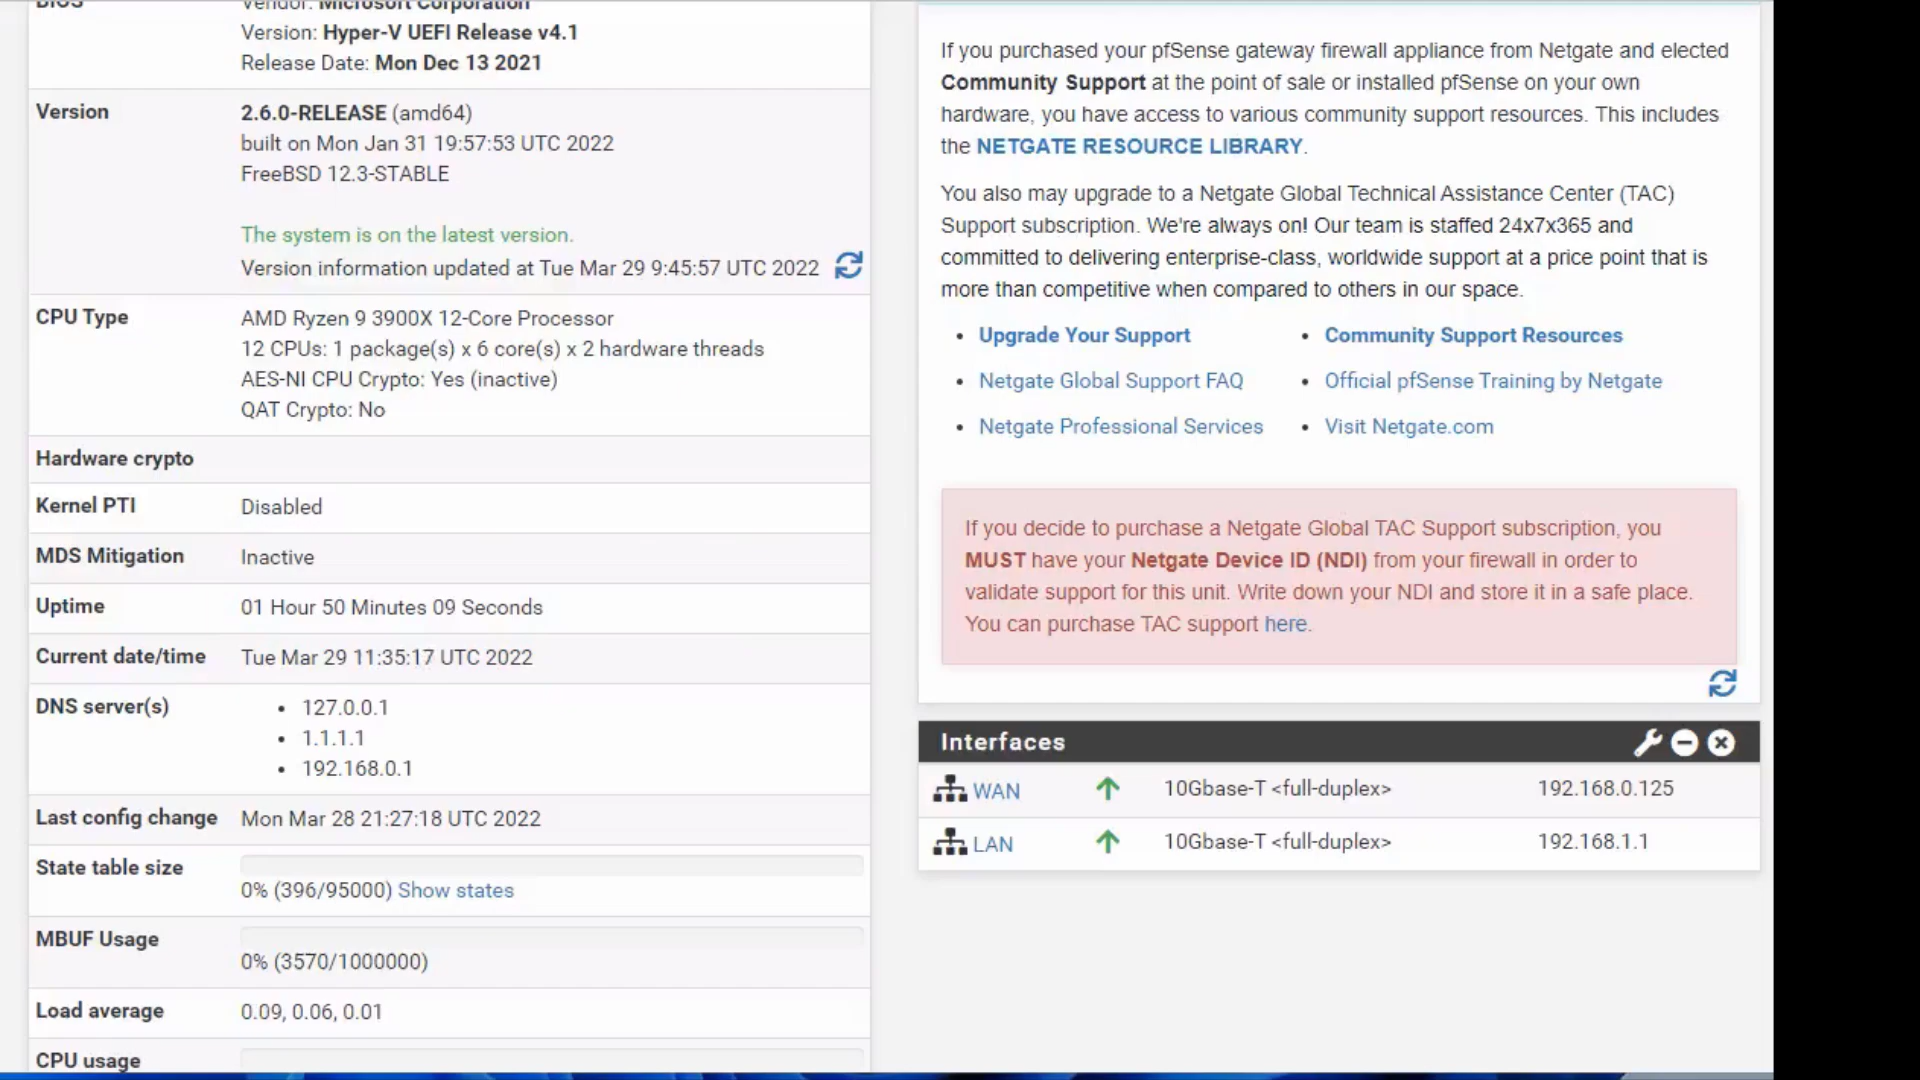 BIOS
Vendor: Microsoft Corporation
Version: Hyper-V UEFI Release v4.1
Release Date: Mon Dec 13 2021
Version
2.6.0-RELEASE (amd64)
built on Mon Jan 31 19:57:53 UTC 2022
FreeBSD 12.3-STABLE
The system is on the latest version.
Version information updated at Tue Mar 29 9:45:57 UTC 2022
CPU Type
AMD Ryzen 9 3900X 12-Core Processor
12 CPUs: 1 package(s) x 6 core(s) x 2 hardware threads
AES-NI CPU Crypto: Yes (inactive)
QAT Crypto: No
Hardware crypto
Kernel PTI
Disabled
MDS Mitigation
Inactive
Uptime
01 Hour 50 Minutes 09 Seconds
Current date/time
Tue Mar 29 11:35:17 UTC 2022
DNS server(s)
• 127.0.0.1
• 1.1.1.1
• 192.168.0.1
Last config change
Mon Mar 28 21:27:18 UTC 2022
State table size
0% (396/95000) Show states
MBUF Usage
0% (3570/1000000)
Load average
0.09, 0.06, 0.01
CPU usage
If you purchased your pfSense gateway firewall appliance from Netgate and elected
Community Support at the point of sale or installed pfSense on your own
hardware, you have access to various community support resources. This includes
the NETGATE RESOURCE LIBRARY.
You also may upgrade to a Netgate Global Technical Assistance Center (TAC)
Support subscription. We're always on! Our team is staffed 24x7x365 and
committed to delivering enterprise-class, worldwide support at a price point that is
more than competitive when compared to others in our space.
• Upgrade Your Support
• Community Support Resources
• Netgate Global Support FAQ
• Official pfSense Training by Netgate
• Netgate Professional Services
• Visit Netgate.com
If you decide to purchase a Netgate Global TAC Support subscription, you
MUST have your Netgate Device ID (NDI) from your firewall in order to
validate support for this unit. Write down your NDI and store it in a safe place.
You can purchase TAC support here.
Interfaces
WAN 10Gbase-T <full-duplex> 192.168.0.125
LAN 10Gbase-T <full-duplex> 192.168.1.1